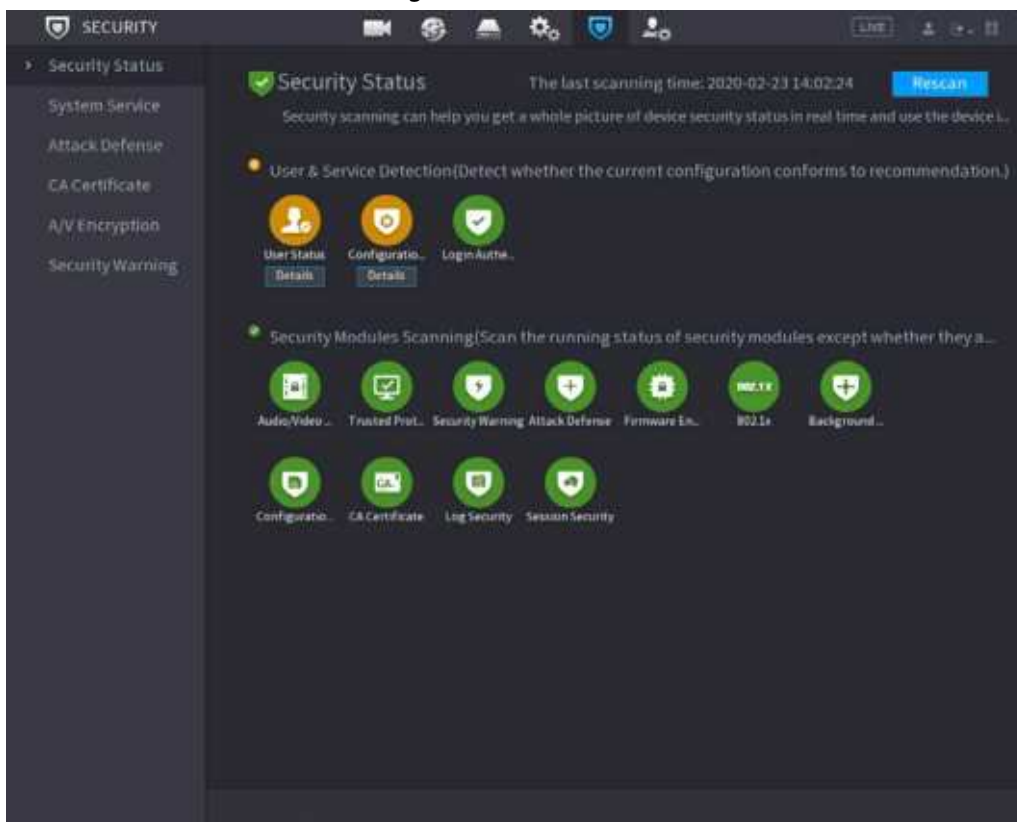 SECURITY
LIVE
Security Status
System Service
Attack Defense
CA Certificate
A/V Encryption
Security Warning
Security Status
The last scanning time: 2020-02-23 14:02:24
Rescan
Security scanning can help you get a whole picture of device security status in real time and use the device i...
User & Service Detection(Detect whether the current configuration conforms to recommendation.)
User Status Configuratio... Login Authe...
Details Details
Security Modules Scanning(Scan the running status of security modules except whether they a...
802.1X
Audio/Video ... Trusted Prot... Security Warning Attack Defense Firmware En... 802.1x Background ...
CA
Configuratio... CA Certificate Log Security Session Security